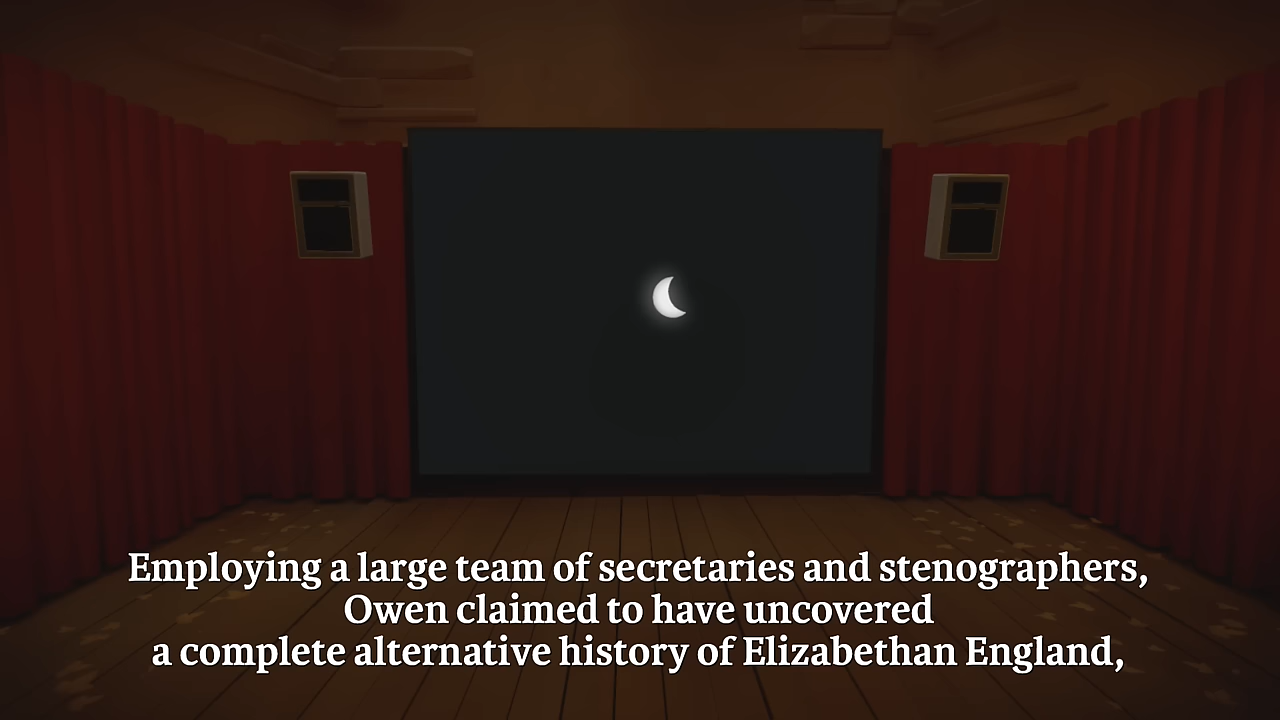 Employing a large team of secretaries and stenographers,
Owen claimed to have uncovered
a complete alternative history of Elizabethan England,